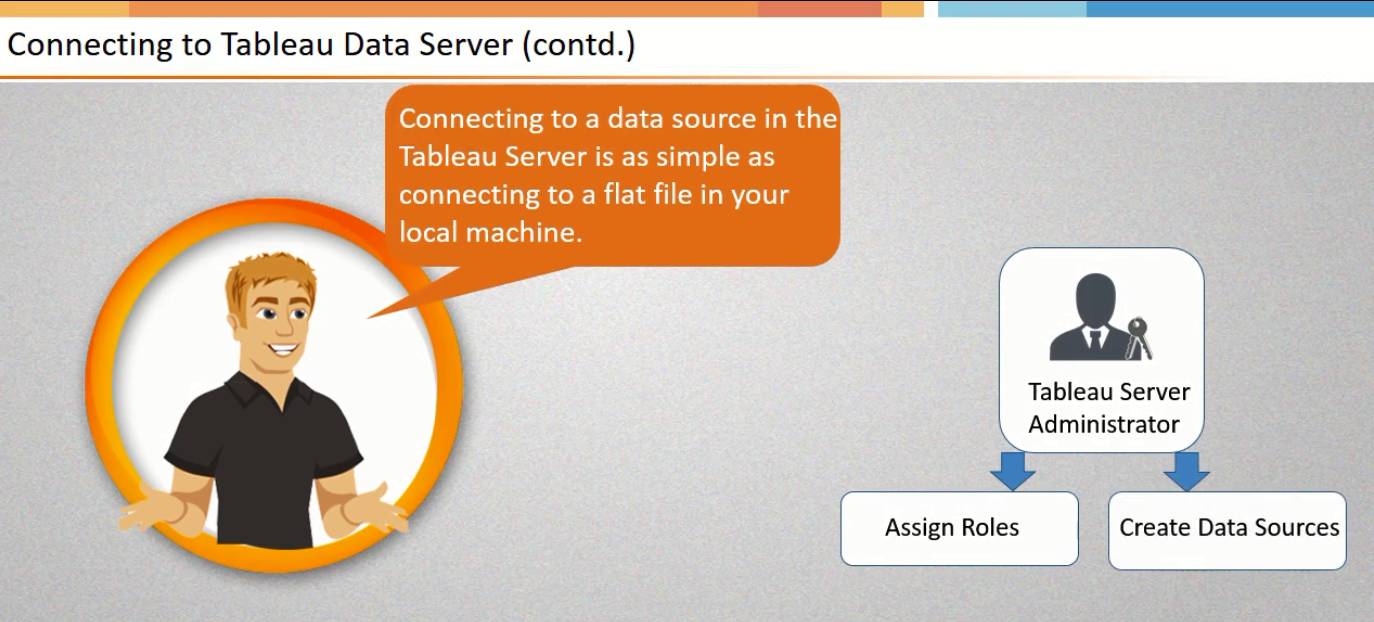 Connecting to Tableau Data Server (contd.)
Connecting to a data source in the
Tableau Server is as simple as
connecting to a flat file in your
local machine.
Tableau Server
Administrator
Assign Roles
Create Data Sources